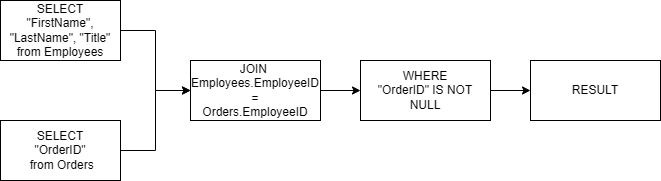 SELECT
"FirstName",
"LastName", "Title"
from Employees
SELECT
"OrderID"
from Orders
JOIN
Employees.EmployeeID
=
Orders.EmployeeID
WHERE
"OrderID" IS NOT
NULL
RESULT